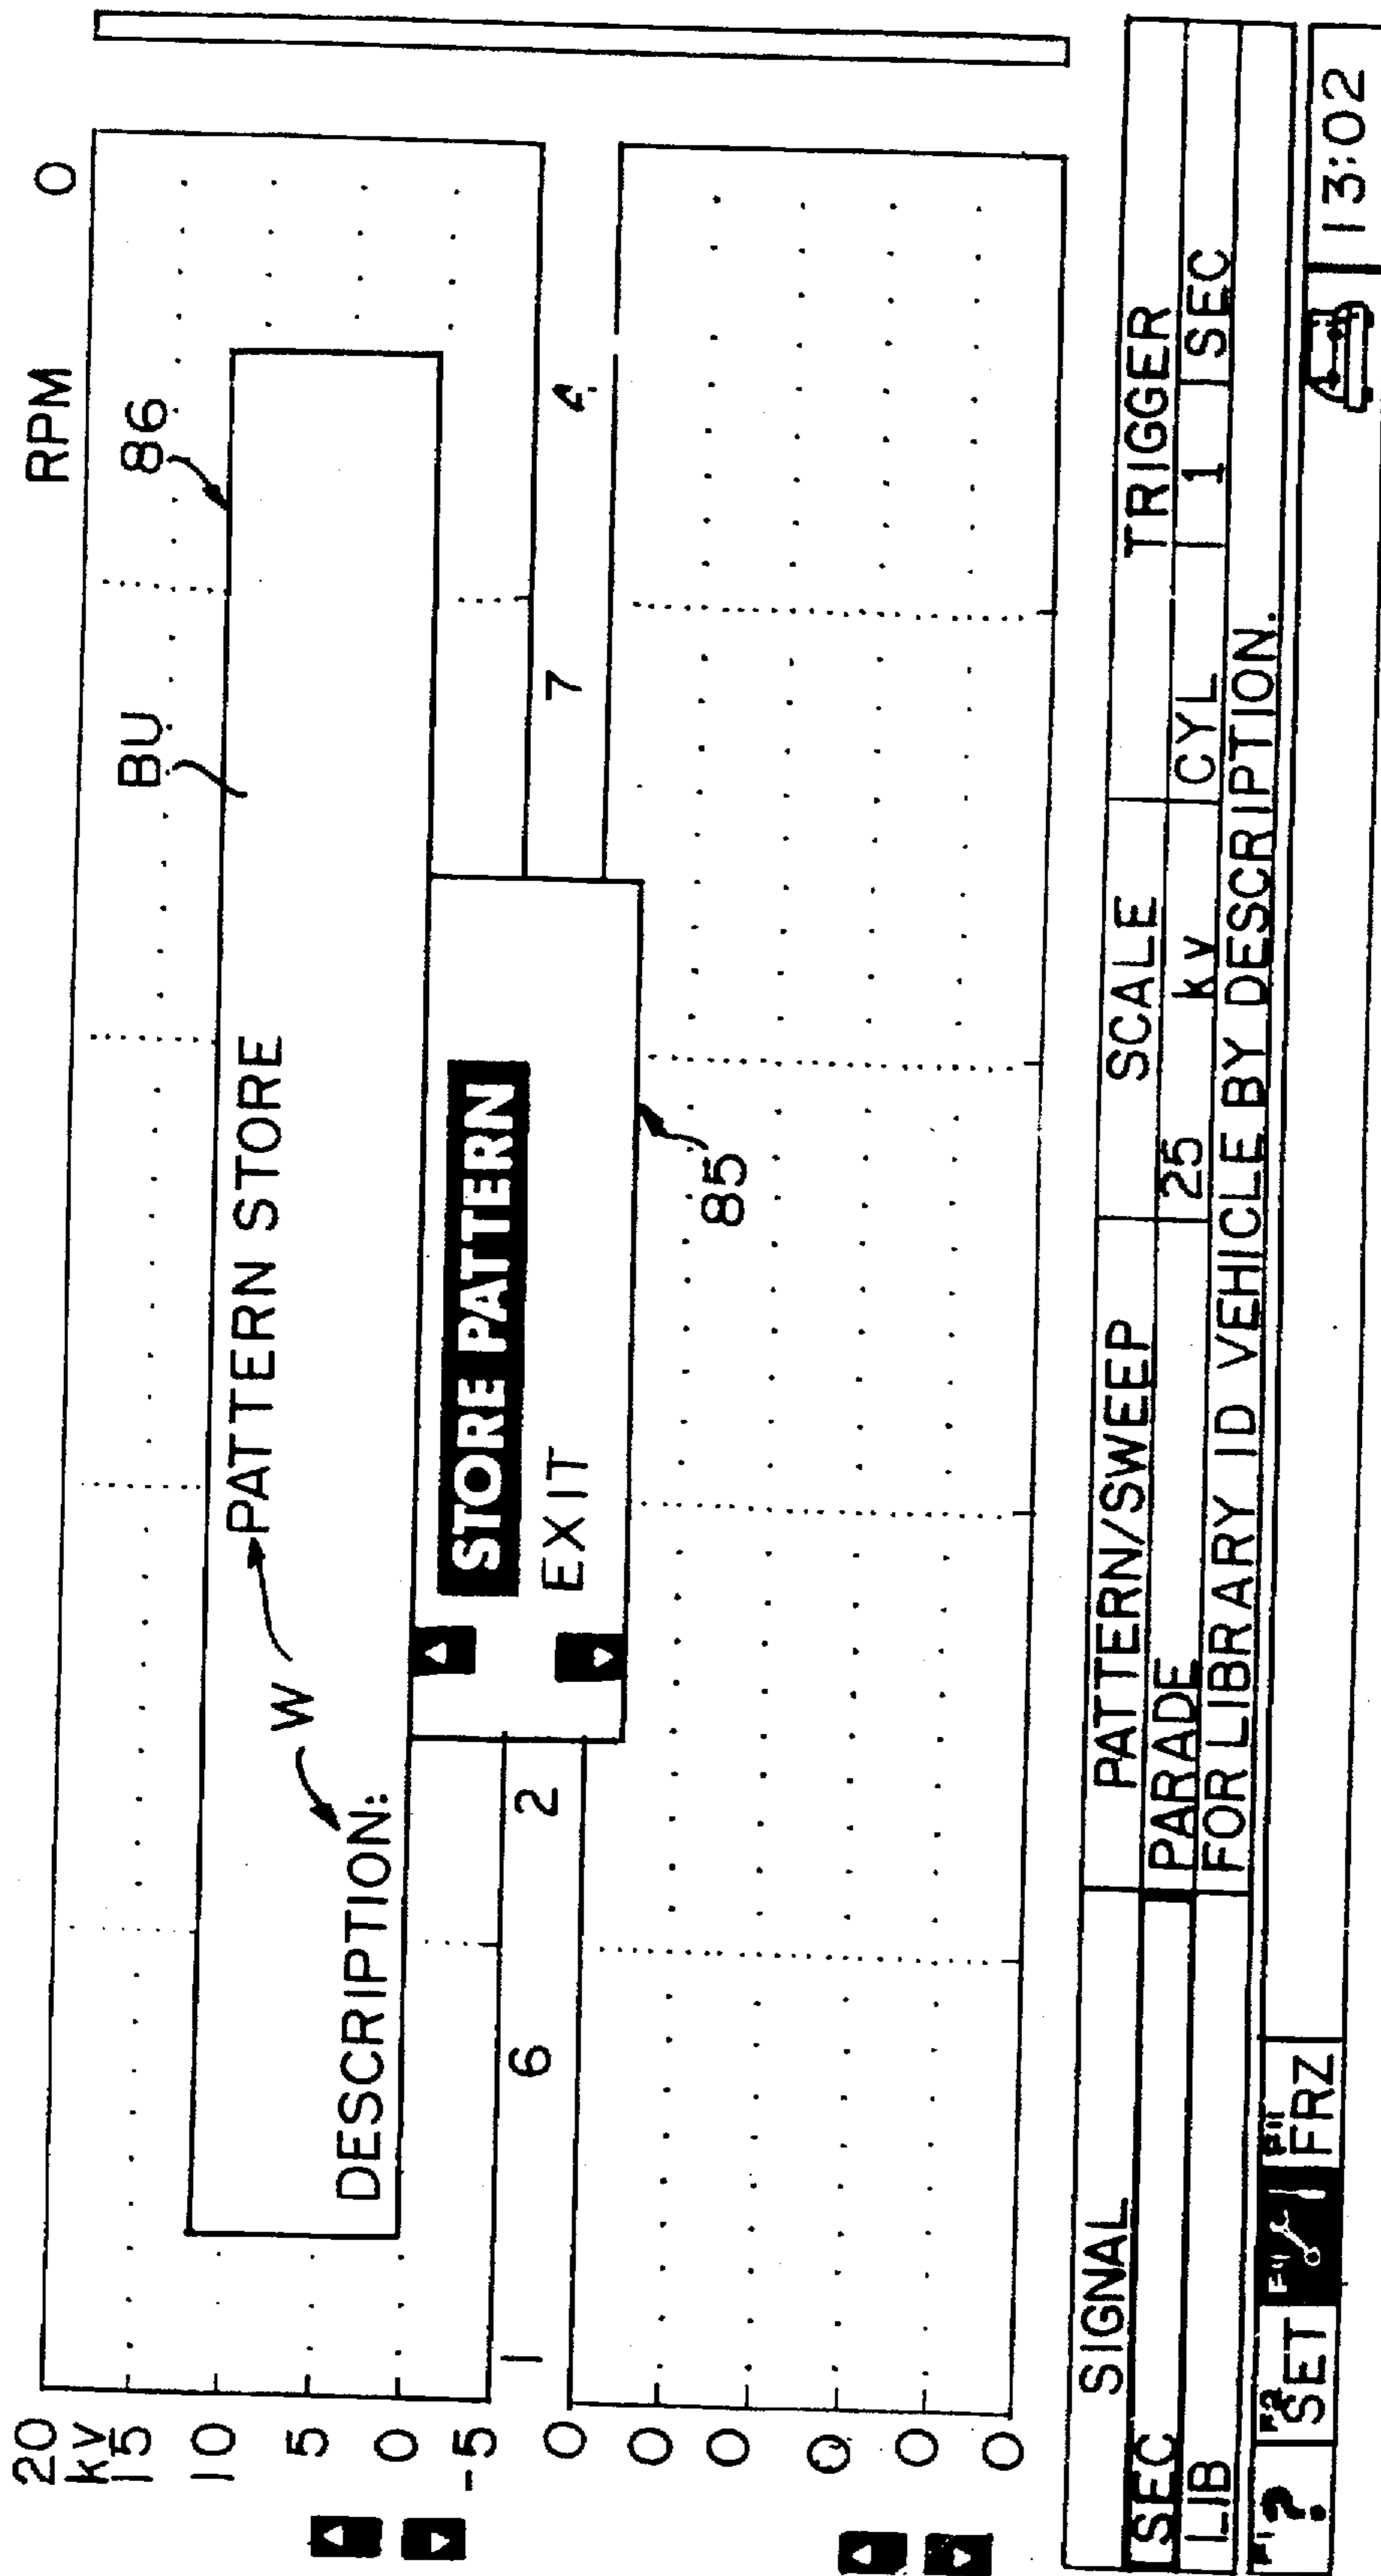 RPM 0
20
kV
15
10
5
0
-5
BU 86
W PATTERN STORE
DESCRIPTION:
STORE PATTERN
EXIT
85
1 6 2 7
0
0
0
0
0
0
SIGNAL PATTERN/SWEEP SCALE TRIGGER
SEC PARADE 25 kV CYL 1 SEC
LIB FOR LIBRARY ID VEHICLE BY DESCRIPTION.
F1 ? F2 SET F4 F11 FRZ 13:02